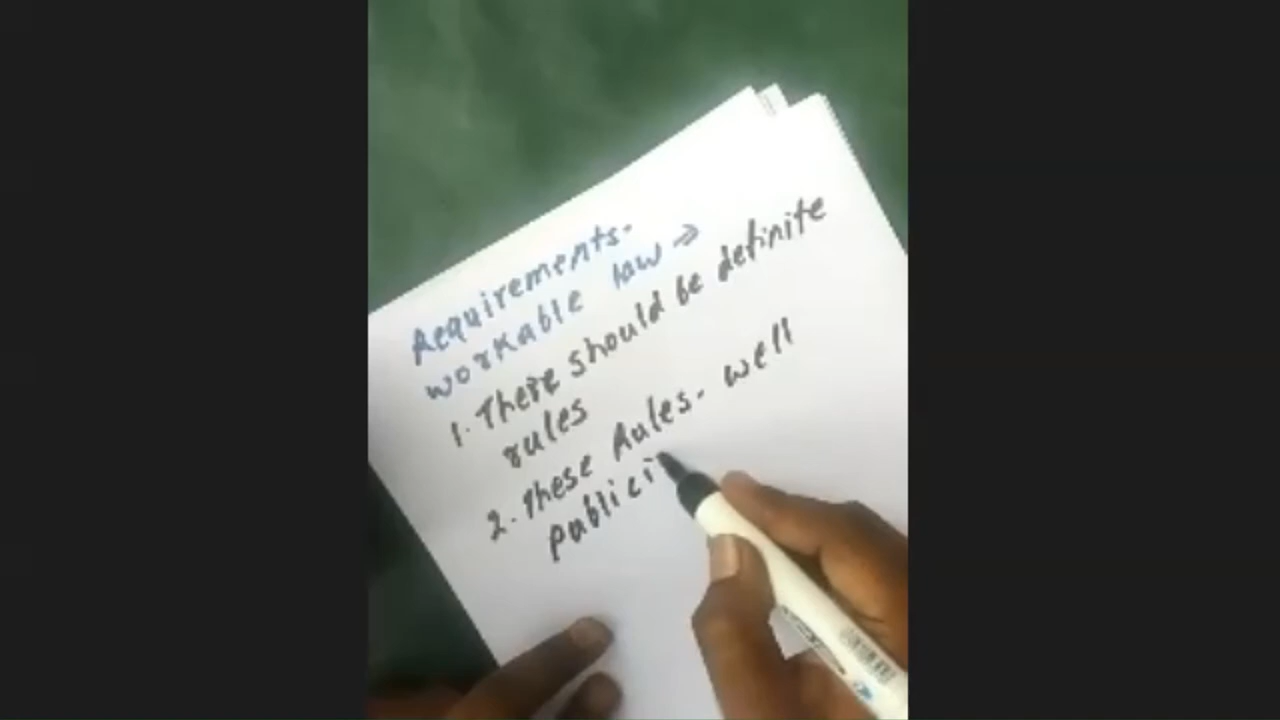 Requirements-
workable law »
1. There should be definite
rules
2. These Rules- well
publici